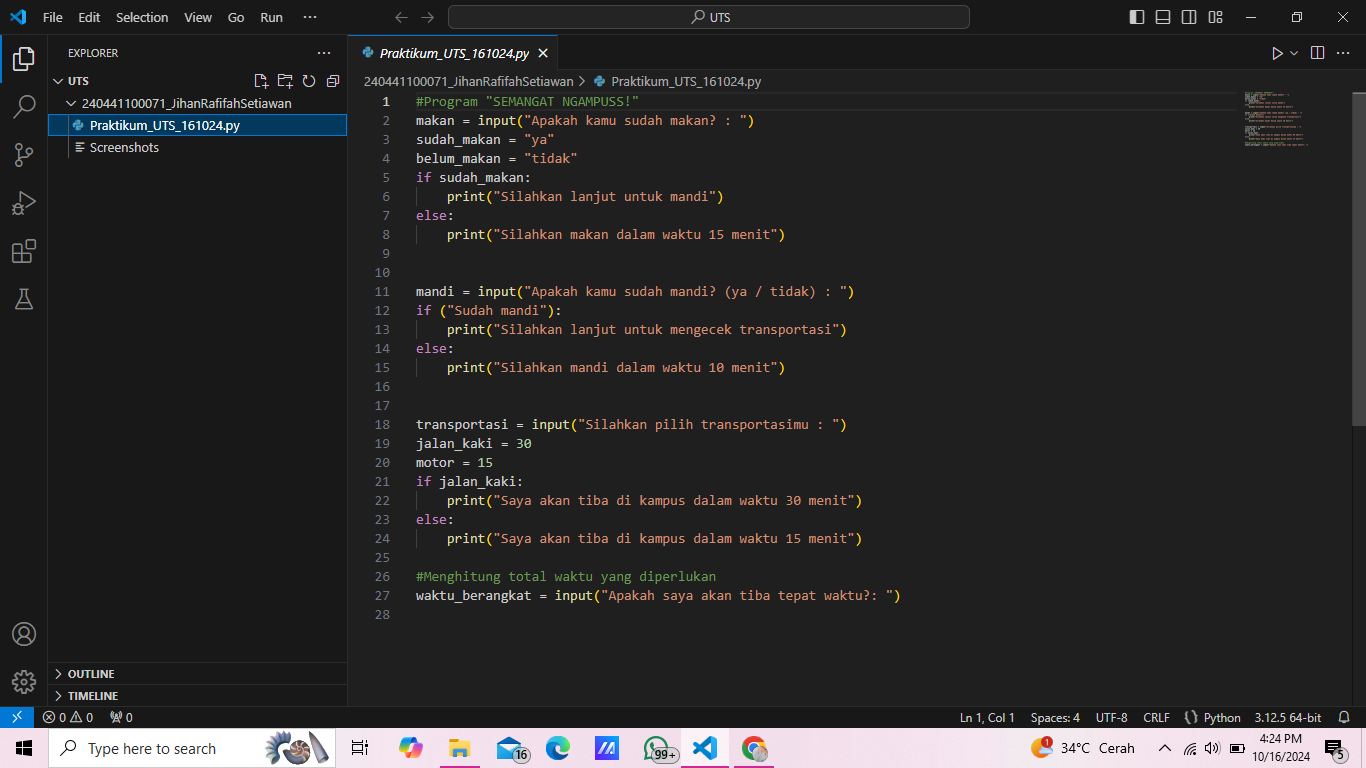 File Edit Selection View Go Run ···
UTS
EXPLORER ···
UTS
240441100071_JihanRafifahSetiawan
Praktikum_UTS_161024.py
Screenshots
OUTLINE
TIMELINE
Praktikum_UTS_161024.py
240441100071_JihanRafifahSetiawan > Praktikum_UTS_161024.py
1 #Program "SEMANGAT NGAMPUSS!"
2 makan = input("Apakah kamu sudah makan? : ")
3 sudah_makan = "ya"
4 belum_makan = "tidak"
5 if sudah_makan:
6     print("Silahkan lanjut untuk mandi")
7 else:
8     print("Silahkan makan dalam waktu 15 menit")
9
10
11 mandi = input("Apakah kamu sudah mandi? (ya / tidak) : ")
12 if ("Sudah mandi"):
13     print("Silahkan lanjut untuk mengecek transportasi")
14 else:
15     print("Silahkan mandi dalam waktu 10 menit")
16
17
18 transportasi = input("Silahkan pilih transportasimu : ")
19 jalan_kaki = 30
20 motor = 15
21 if jalan_kaki:
22     print("Saya akan tiba di kampus dalam waktu 30 menit")
23 else:
24     print("Saya akan tiba di kampus dalam waktu 15 menit")
25
26 #Menghitung total waktu yang diperlukan
27 waktu_berangkat = input("Apakah saya akan tiba tepat waktu?: ")
28
0 0 0
Ln 1, Col 1 Spaces: 4 UTF-8 CRLF {} Python 3.12.5 64-bit
Type here to search
16
99+
1
34°C Cerah
4:24 PM
10/16/2024
5